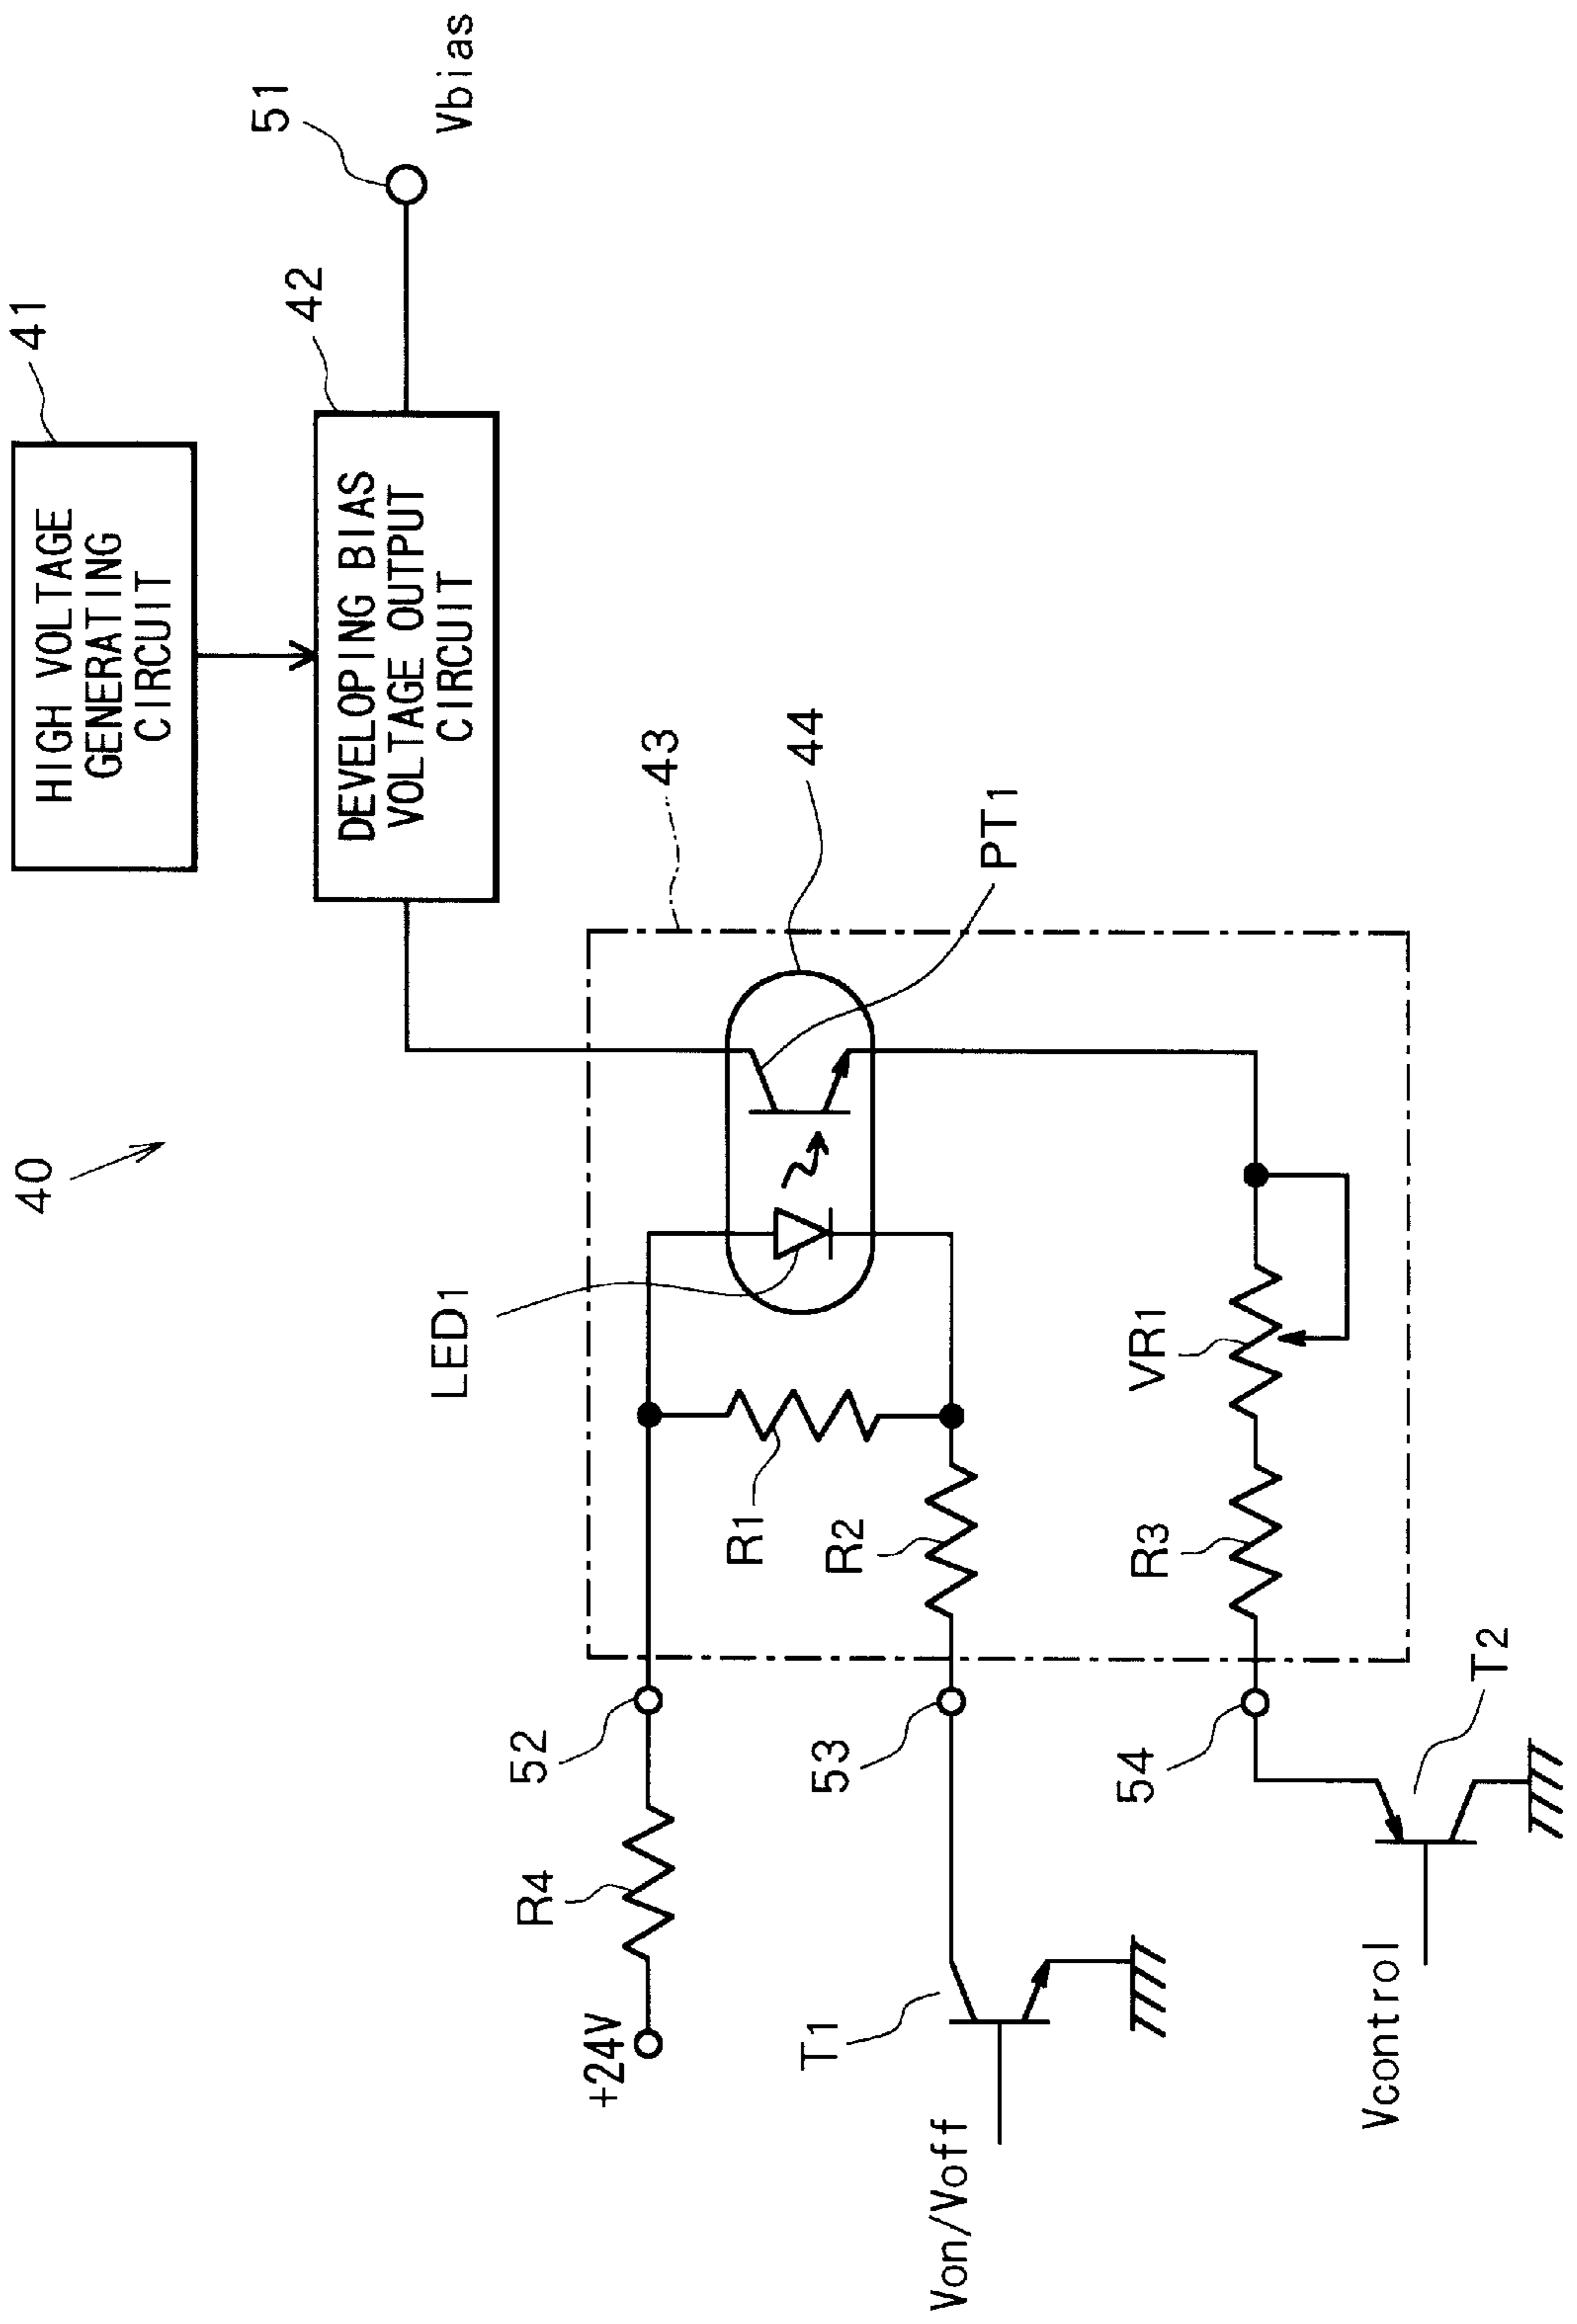 40
41
HIGH VOLTAGE
GENERATING
CIRCUIT
51
Vbias
42
DEVELOPING BIAS
VOLTAGE OUTPUT
CIRCUIT
43
44
PT1
LED1
+24V
R4
52
R1
R2
Von/Voff
T1
53
VR1
R3
54
Vcontrol
T2